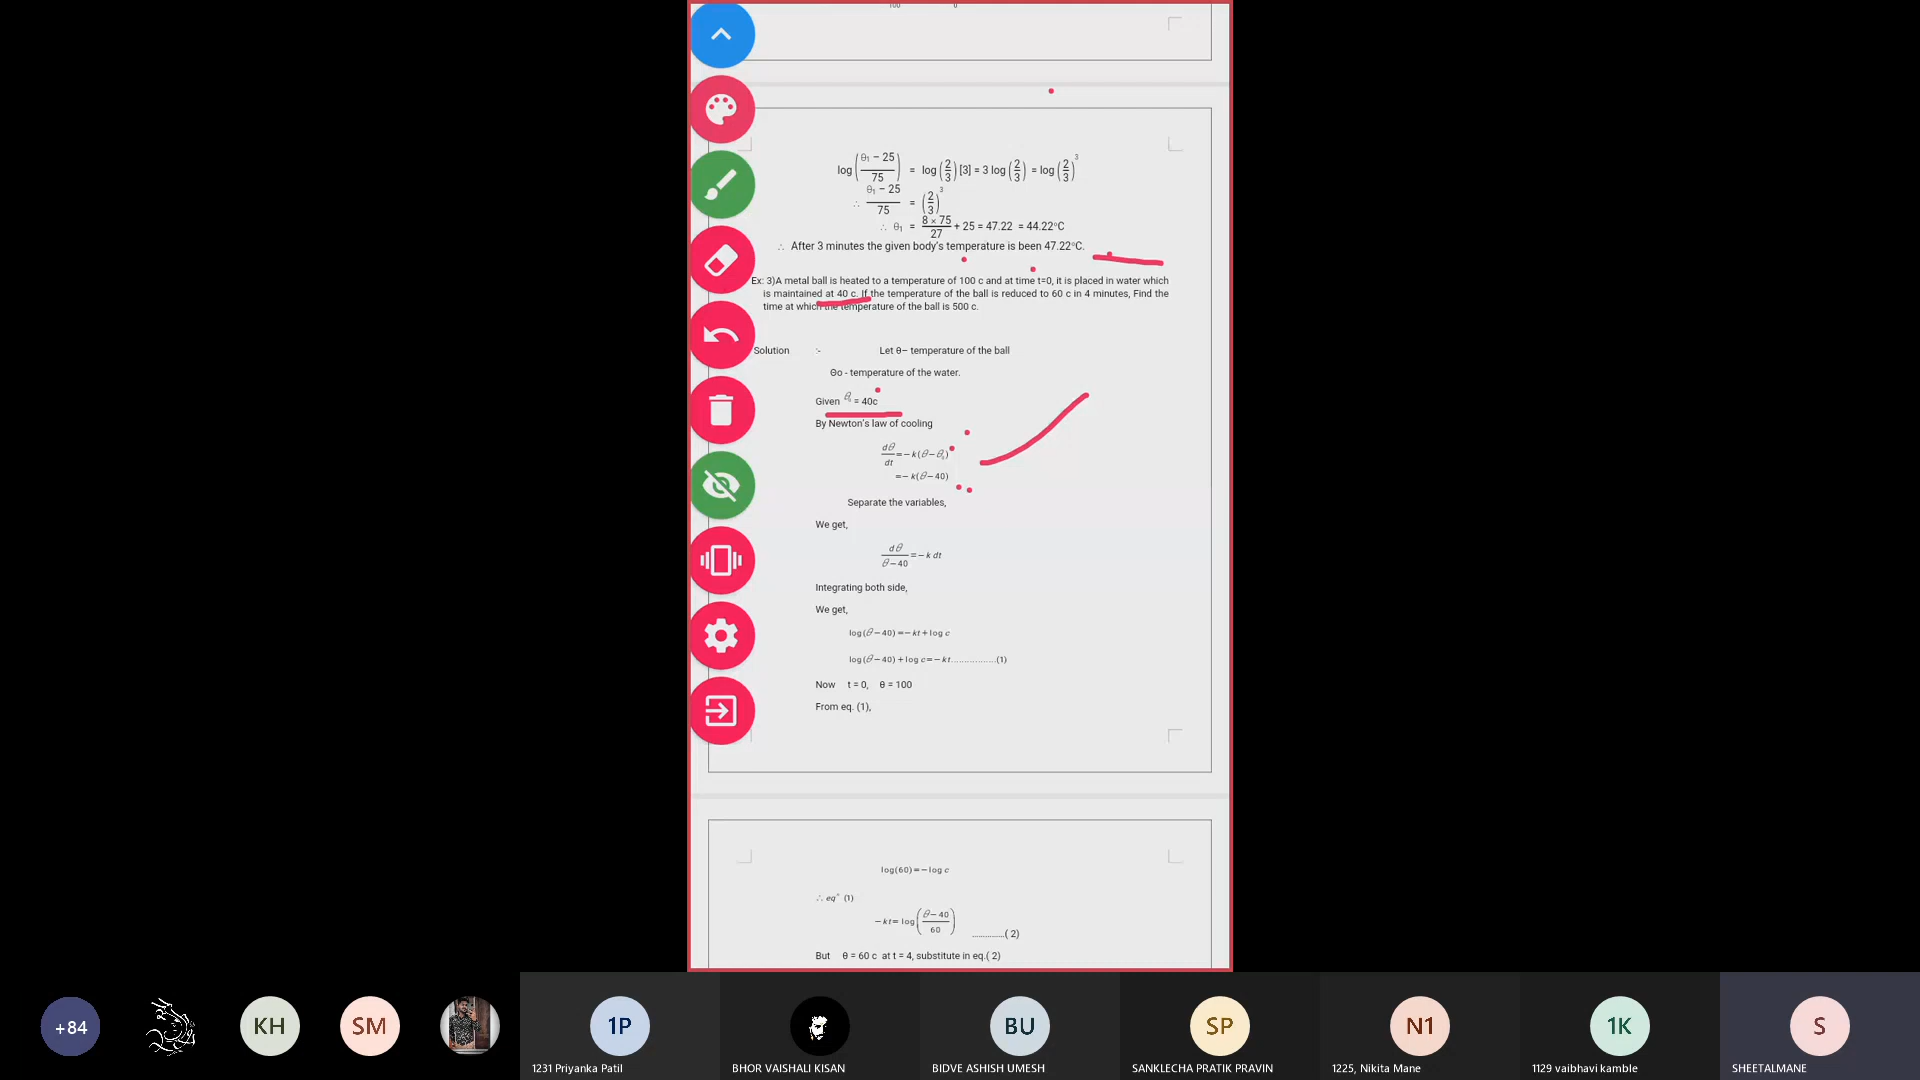 100 θ
log (θ₁ − 25 / 75) = log (2/3) [3] = 3 log (2/3) = log (2/3)³
∴ θ₁ − 25 / 75 = (2/3)³
∴ θ₁ = 8 × 75 / 27 + 25 = 47.22 = 44.22°C
∴ After 3 minutes the given body's temperature is been 47.22°C.
Ex: 3)A metal ball is heated to a temperature of 100 c and at time t=0, it is placed in water which
is maintained at 40 c. If the temperature of the ball is reduced to 60 c in 4 minutes, Find the
time at which the temperature of the ball is 500 c.
Solution :- Let θ– temperature of the ball
Θo - temperature of the water.
Given θ₀ = 40c
By Newton's law of cooling
dθ/dt = − k (θ − θ₀)
= − k (θ − 40)
Separate the variables,
We get,
dθ / θ − 40 = − k dt
Integrating both side,
We get,
log (θ − 40) = − kt + log c
log (θ − 40) + log c = − kt................(1)
Now t = 0, θ = 100
From eq. (1),
log(60) = − log c
∴ eqⁿ (1)
− kt = log (θ − 40 / 60) ..............( 2)
But θ = 60 c at t = 4, substitute in eq.( 2)
+84
KH
SM
1P
BU
SP
N1
1K
S
1231 Priyanka Patil
BHOR VAISHALI KISAN
BIDVE ASHISH UMESH
SANKLECHA PRATIK PRAVIN
1225, Nikita Mane
1129 vaibhavi kamble
SHEETALMANE